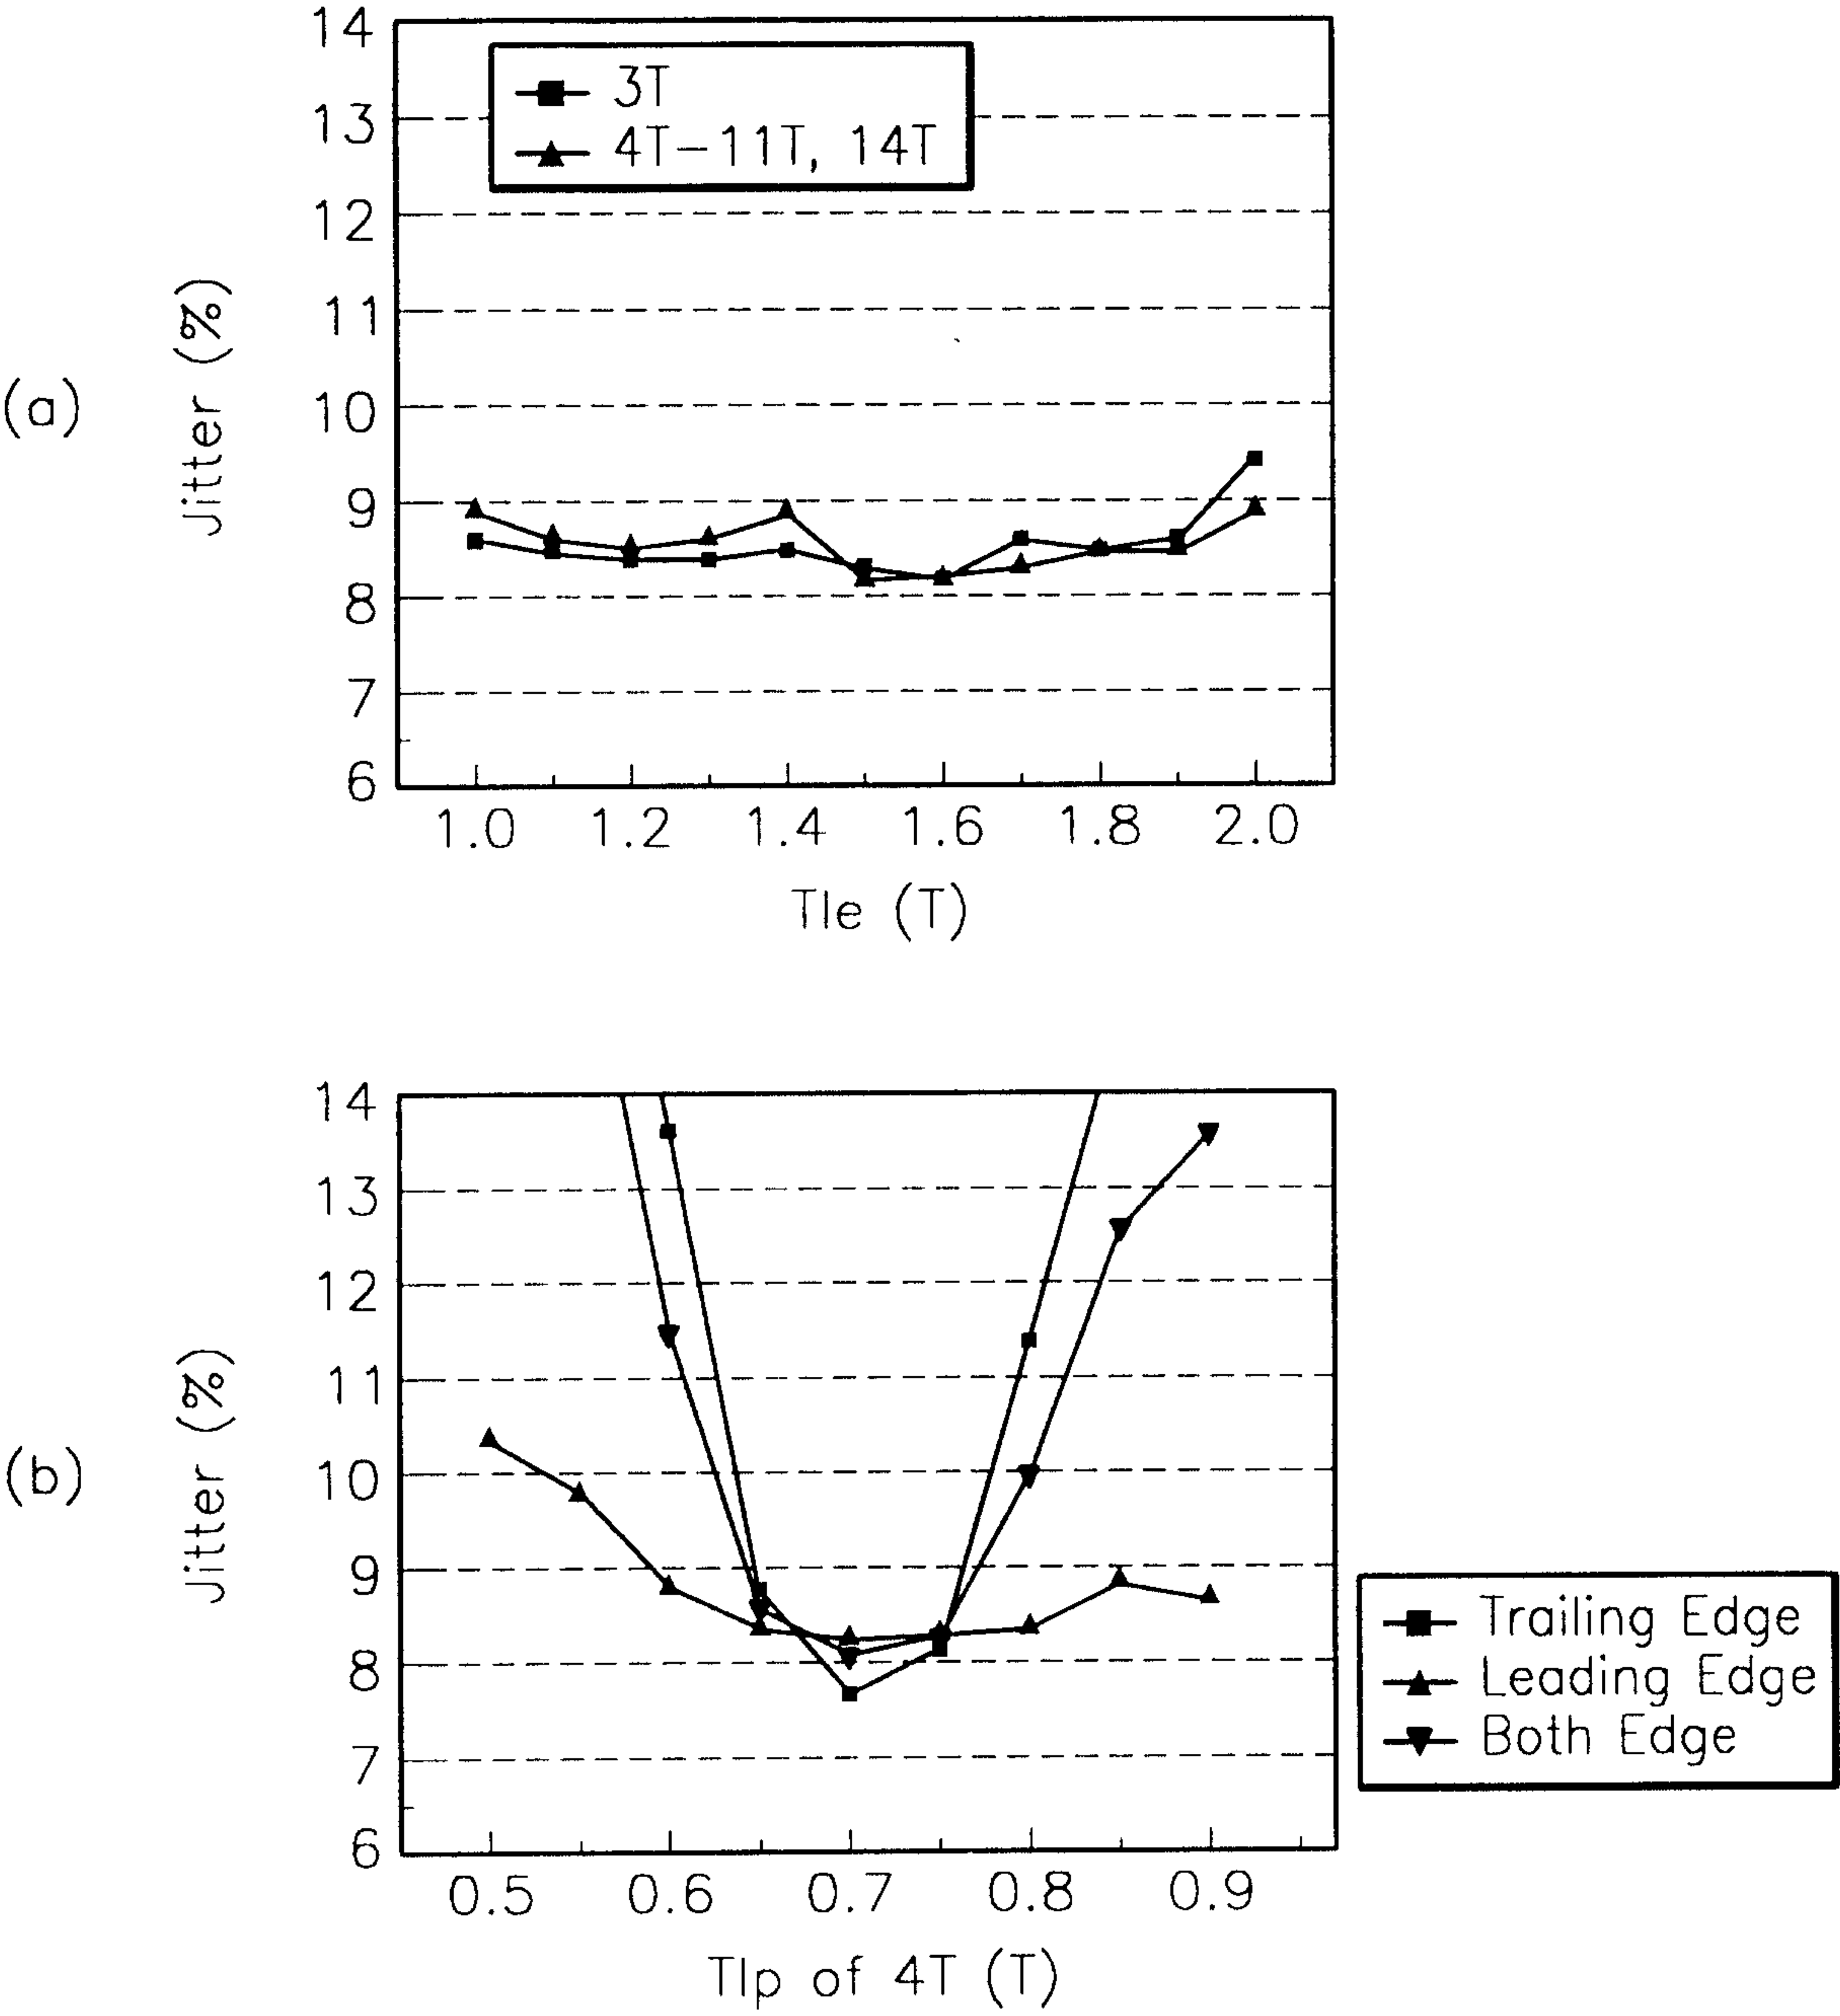 (a)
Jitter (%)
14
13
12
11
10
9
8
7
6
3T
4T-11T, 14T
1.0 1.2 1.4 1.6 1.8 2.0
Tle (T)
(b)
Jitter (%)
14
13
12
11
10
9
8
7
6
Trailing Edge
Leading Edge
Both Edge
0.5 0.6 0.7 0.8 0.9
Tlp of 4T (T)